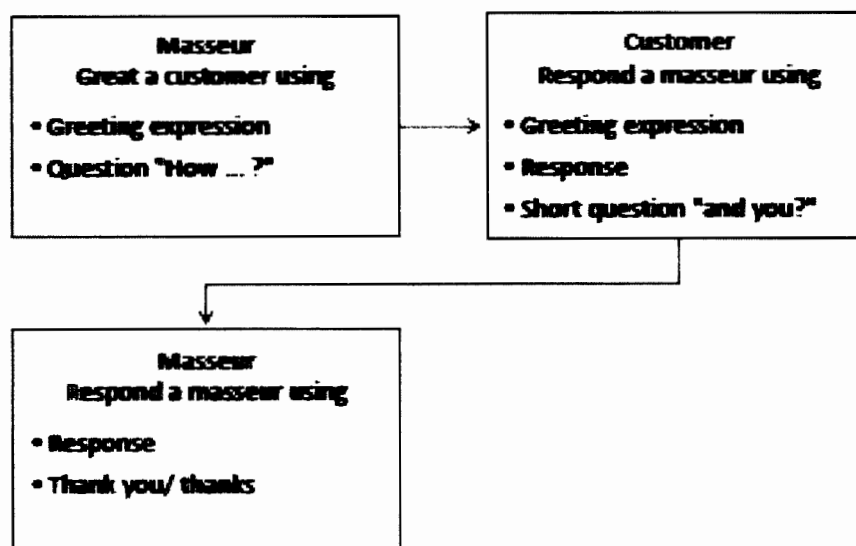 Masseur
Great a customer using
• Greeting expression
• Question "How ... ?"
Customer
Respond a masseur using
• Greeting expression
• Response
• Short question "and you?"
Masseur
Respond a masseur using
• Response
• Thank you/ thanks